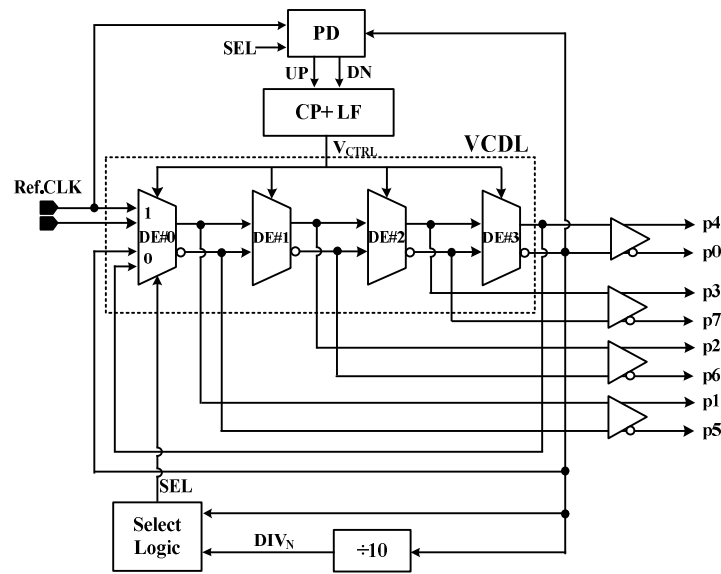 PD
SEL
UP DN
CP+ LF
VCTRL
VCDL
Ref.CLK
1
DE#0
0
DE#1
DE#2
DE#3
p4
p0
p3
p7
p2
p6
p1
p5
SEL
Select
Logic
DIVN
÷10